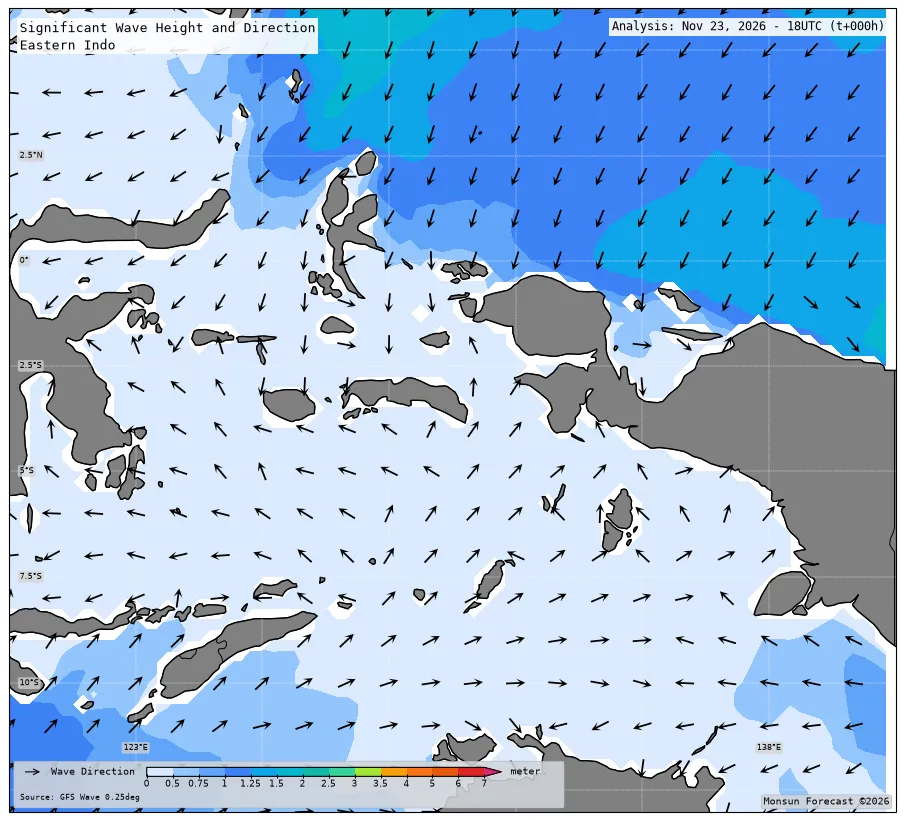 Significant Wave Height and Direction
Eastern Indo
Analysis: Nov 23, 2026 - 18UTC (t+000h)
2.5°N
0°
2.5°S
5°S
7.5°S
10°S
123°E
138°E
Wave Direction
meter
0 0.5 0.75 1 1.25 1.5 2 2.5 3 3.5 4 5 6 7
Source: GFS Wave 0.25deg
Monsun Forecast ©2026